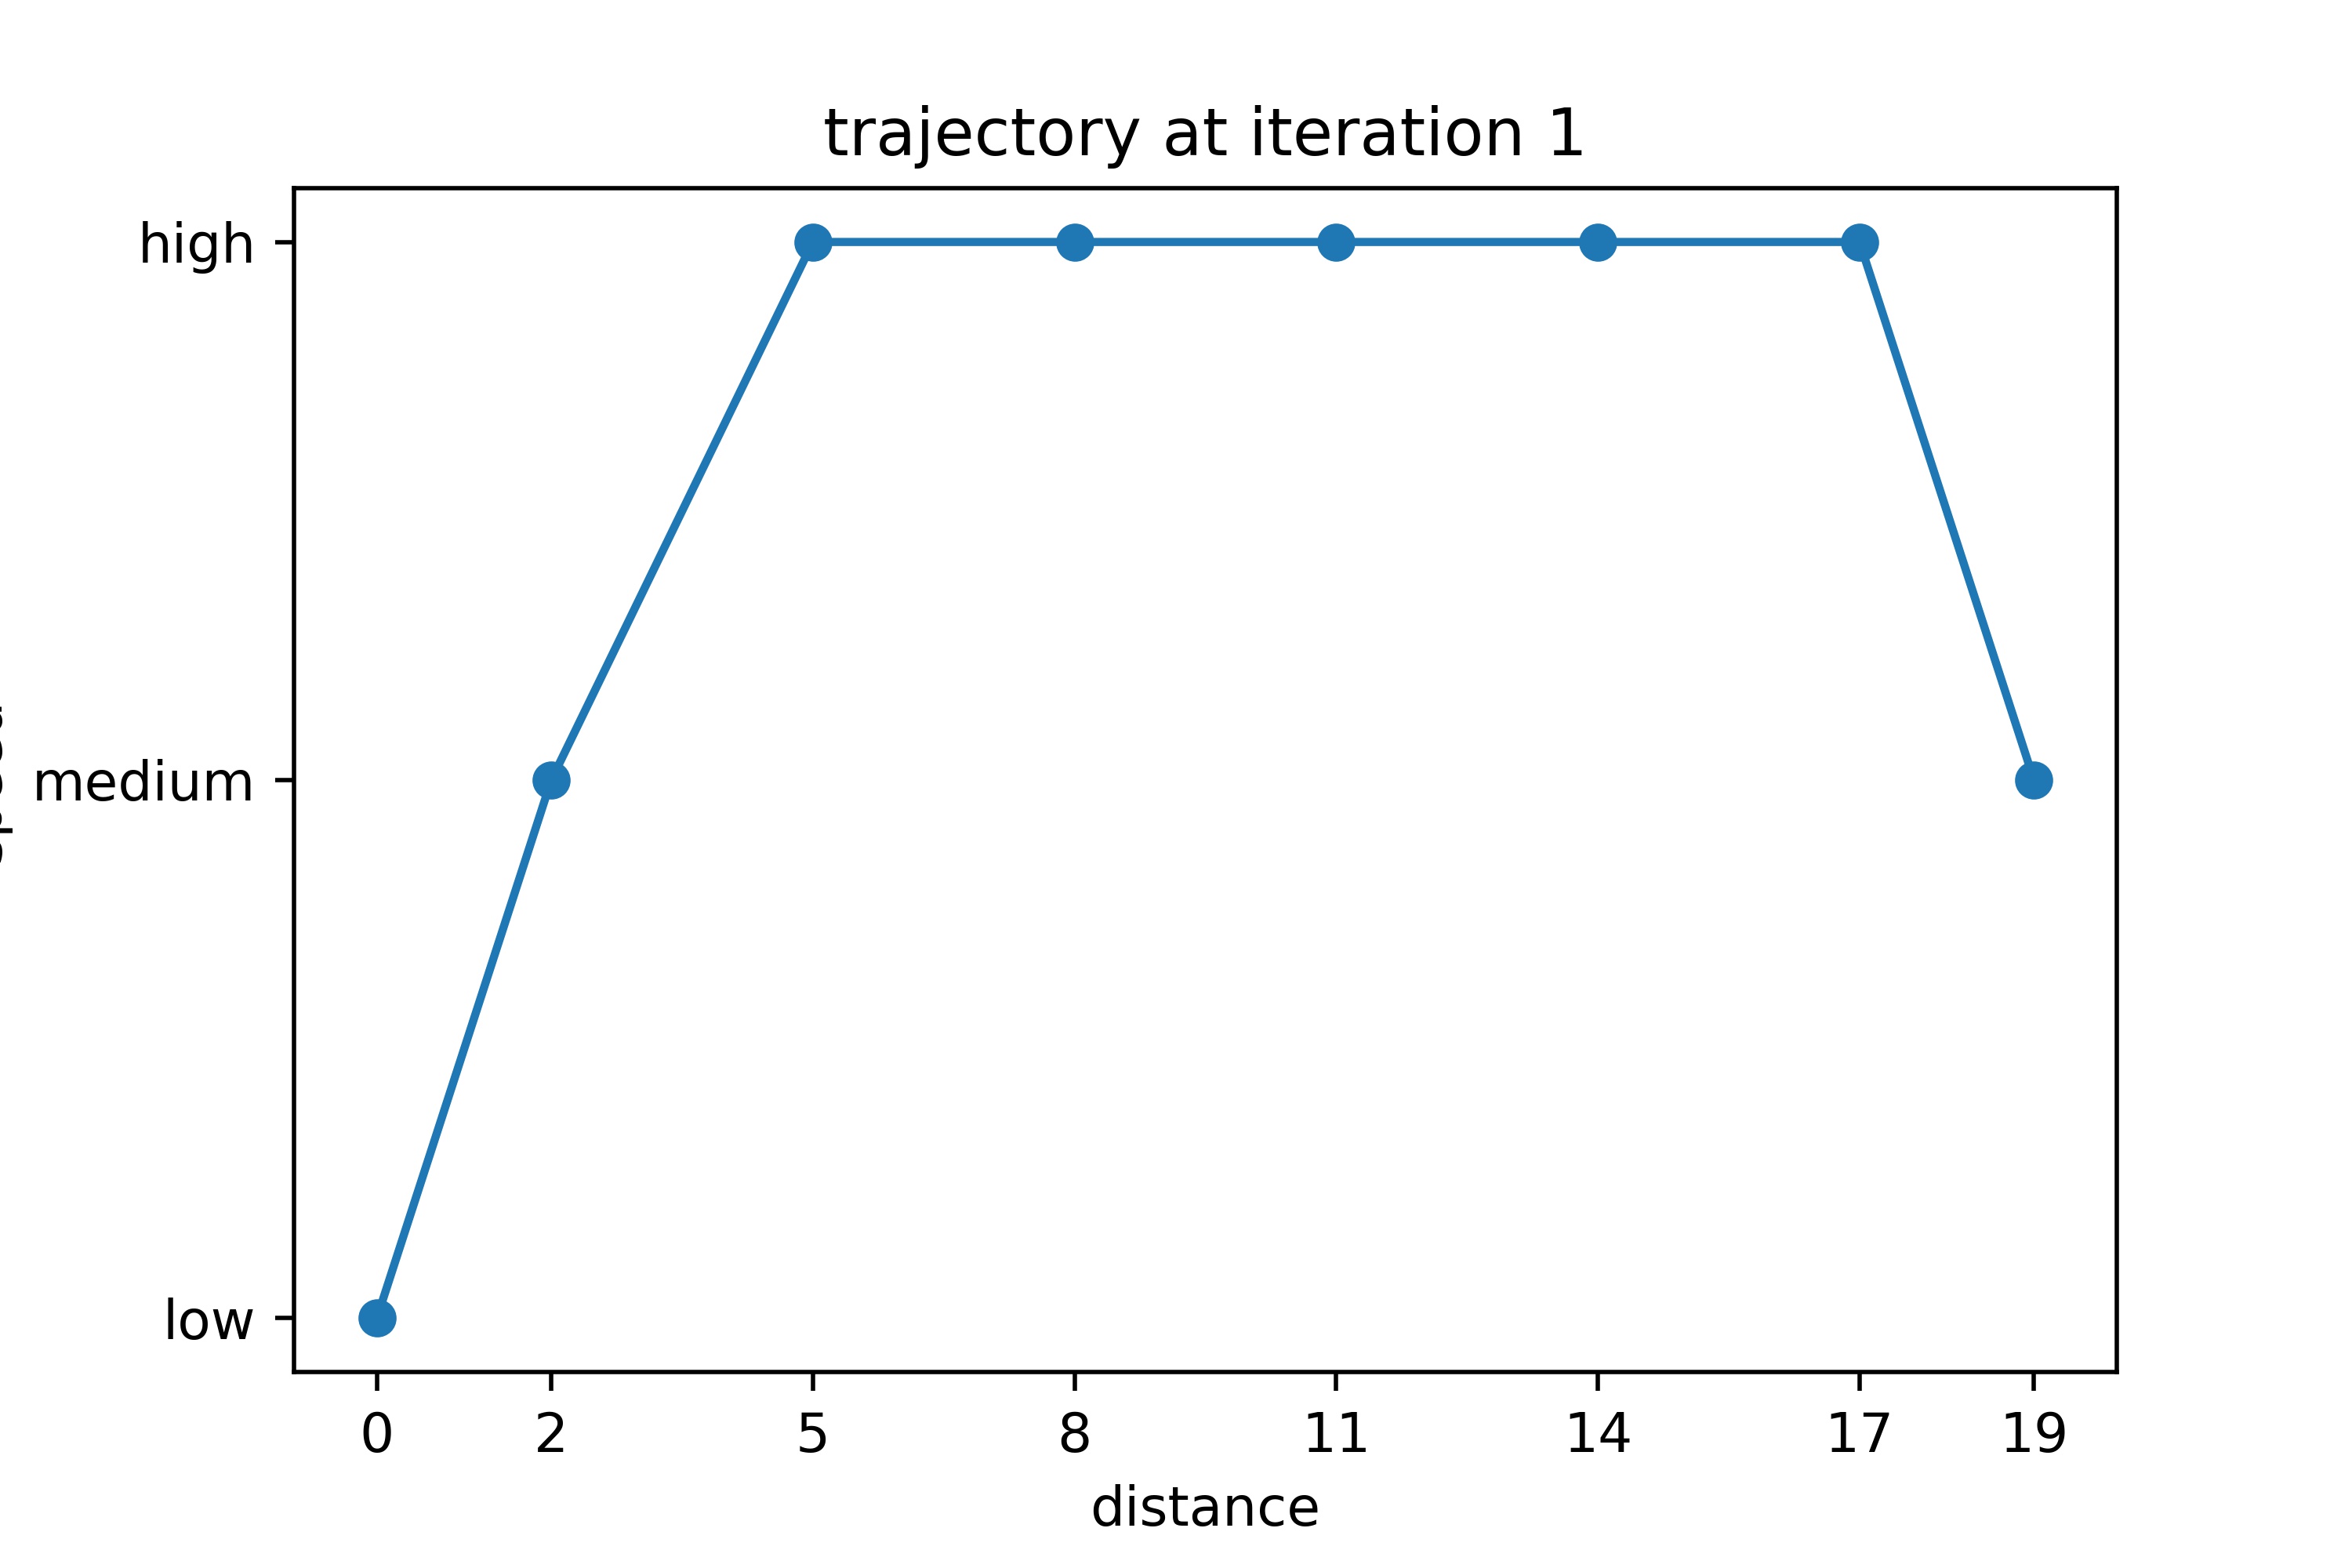 trajectory at iteration 1
high
medium
low
0 2 5 8 11 14 17 19
distance